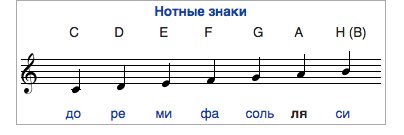 Нотные знаки
C D E F G A H (B)
до ре ми фа соль ля си